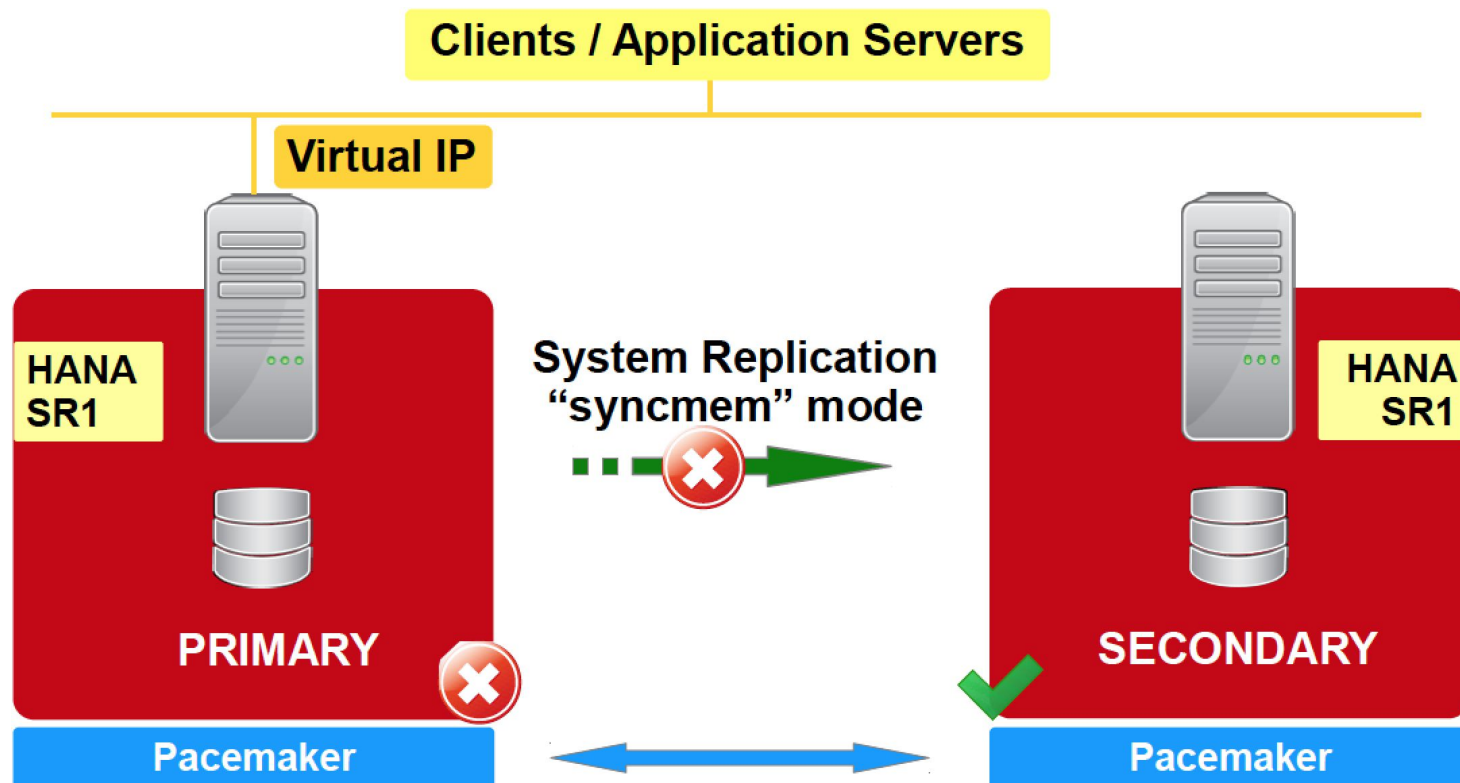 Clients / Application Servers
Virtual IP
HANA
SR1
System Replication
“syncmem” mode
HANA
SR1
PRIMARY
SECONDARY
Pacemaker
Pacemaker